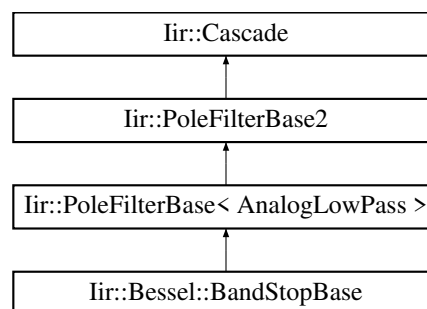 Iir::Cascade
Iir::PoleFilterBase2
Iir::PoleFilterBase< AnalogLowPass >
Iir::Bessel::BandStopBase